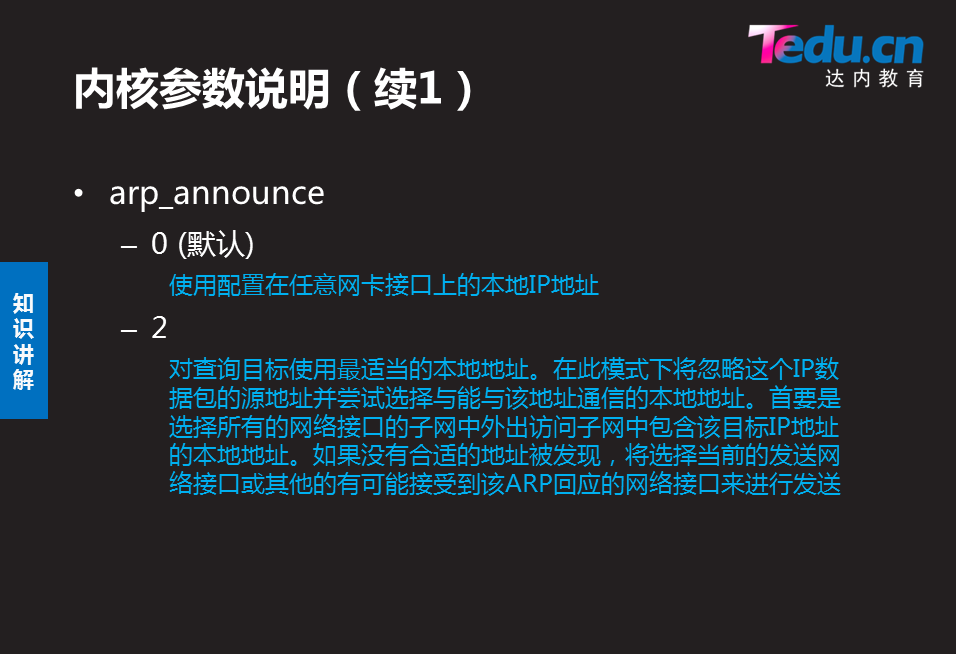 Tedu.cn
达内教育
内核参数说明（续1）
• arp_announce
– 0 (默认)
使用配置在任意网卡接口上的本地IP地址
– 2
对查询目标使用最适当的本地地址。在此模式下将忽略这个IP数
据包的源地址并尝试选择与能与该地址通信的本地地址。首要是
选择所有的网络接口的子网中外出访问子网中包含该目标IP地址
的本地地址。如果没有合适的地址被发现，将选择当前的发送网
络接口或其他的有可能接受到该ARP回应的网络接口来进行发送
知识讲解